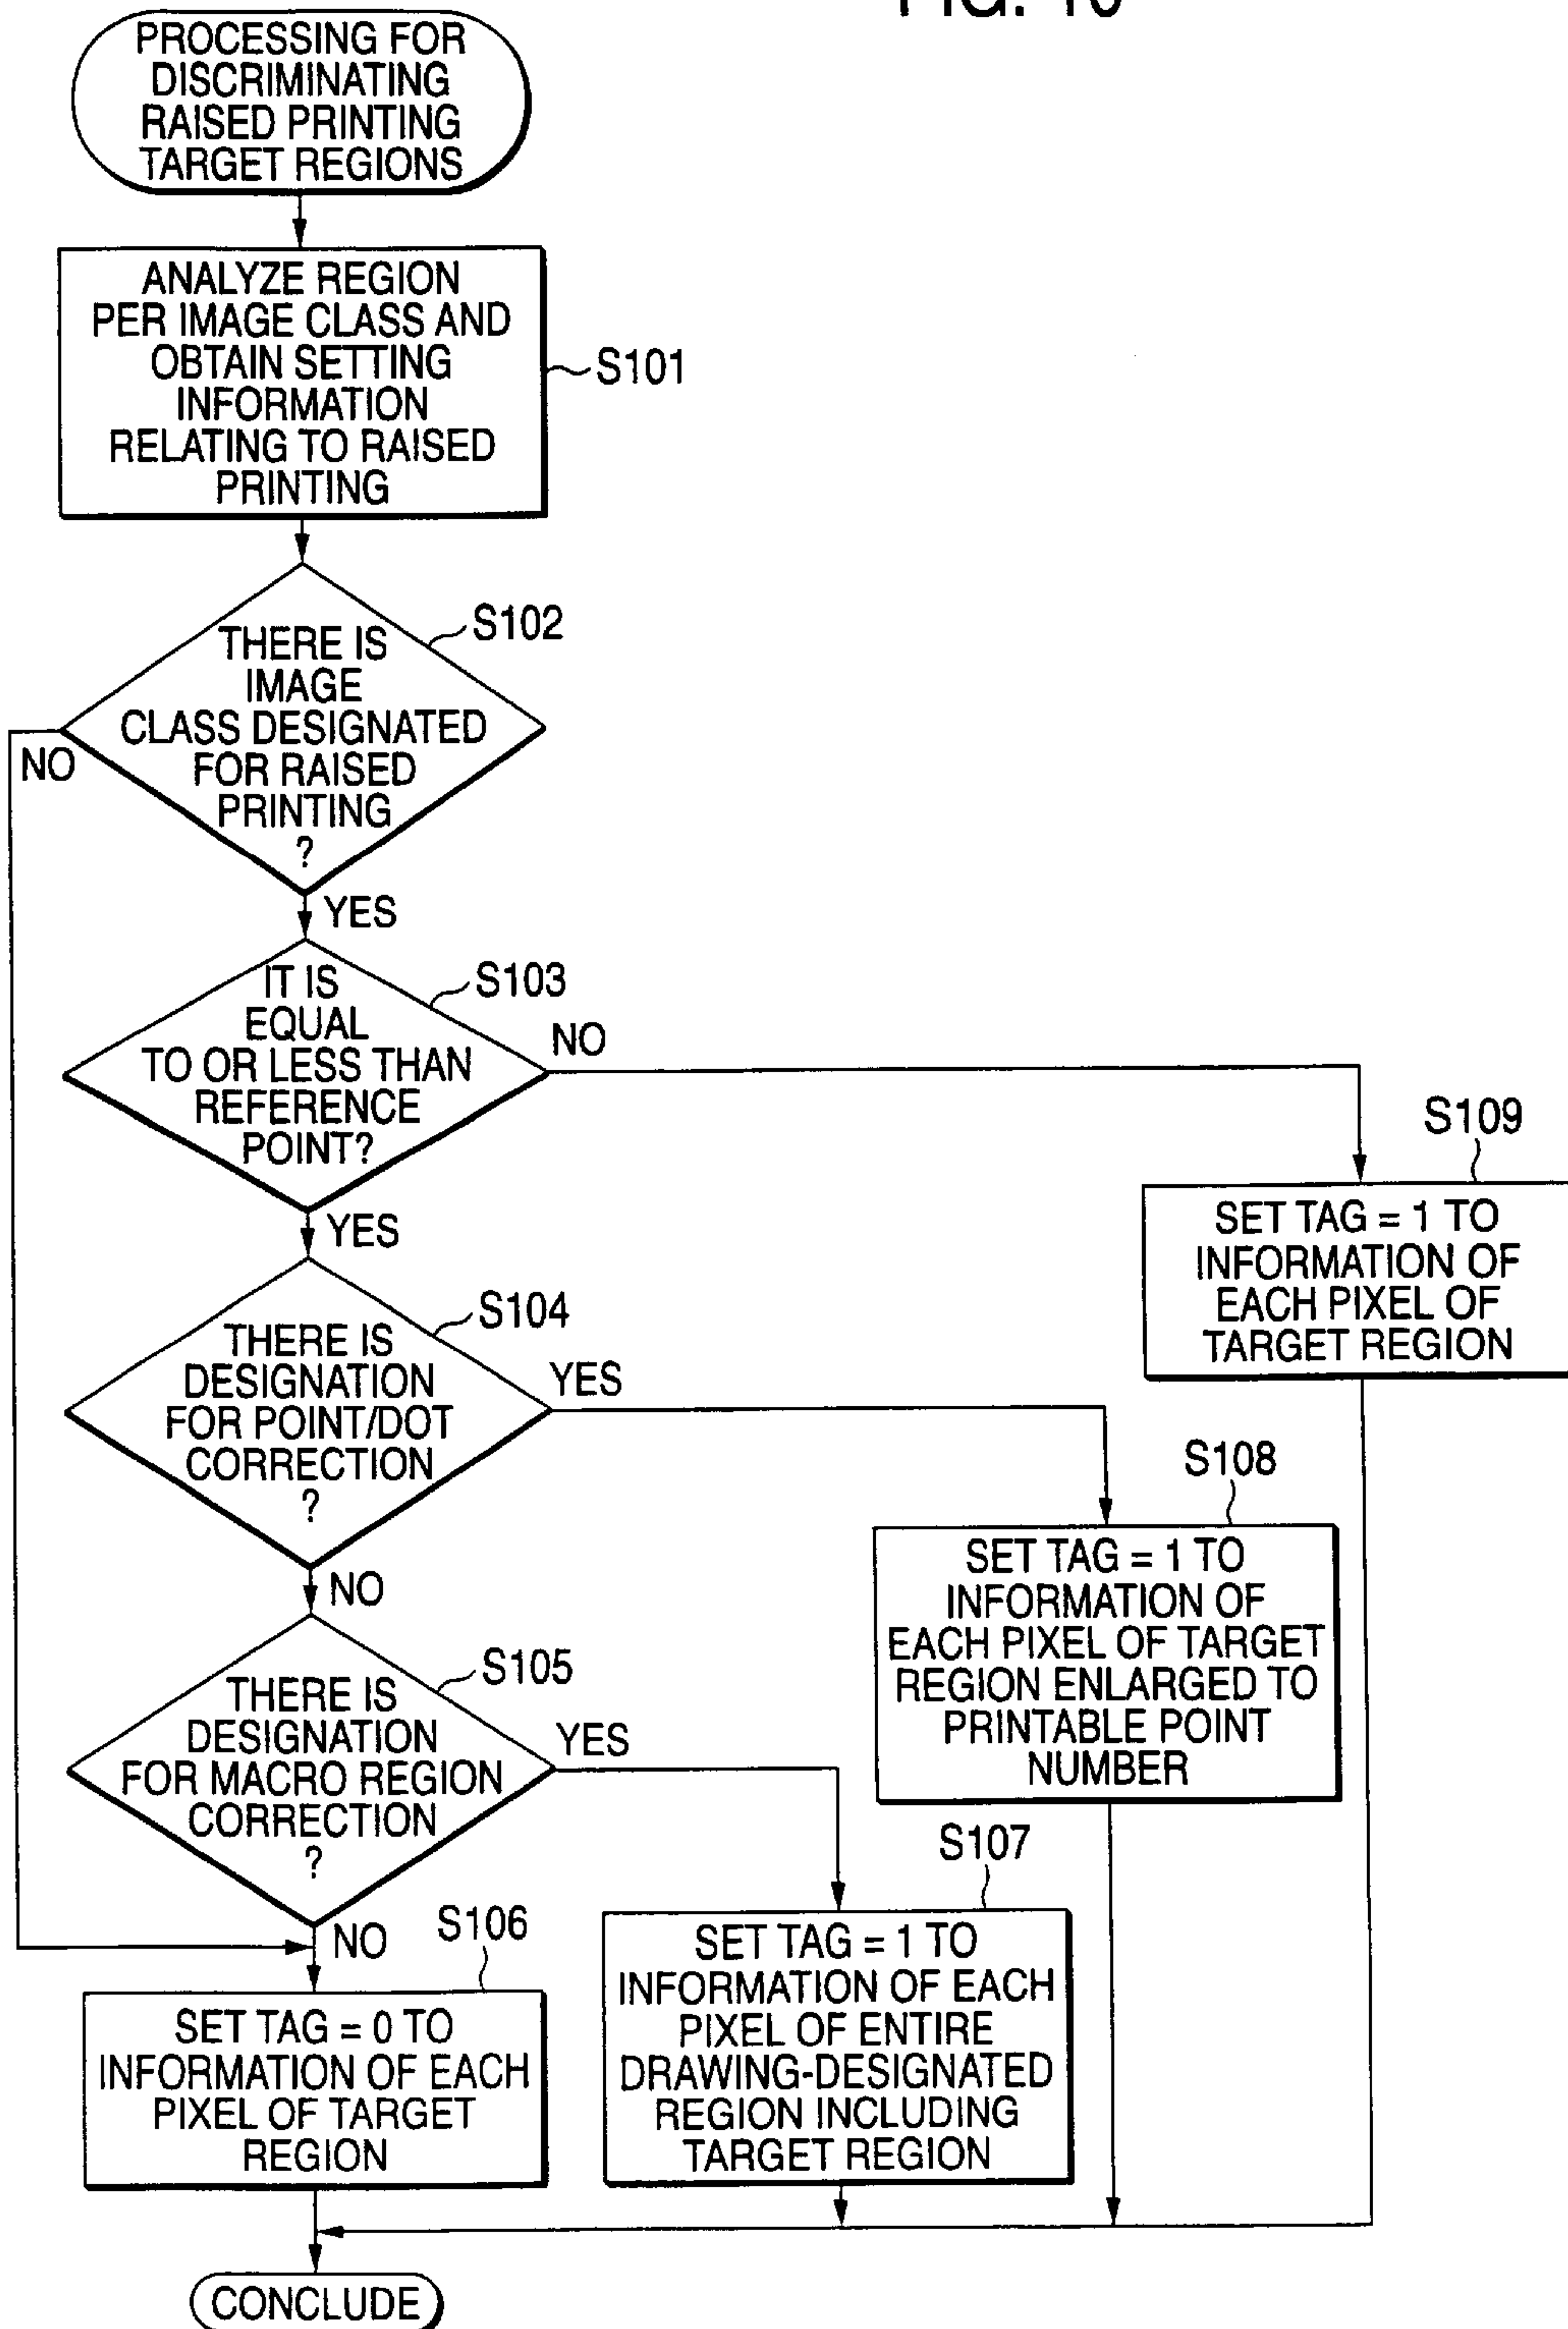 FIG. 10
PROCESSING FOR
DISCRIMINATING
RAISED PRINTING
TARGET REGIONS
ANALYZE REGION
PER IMAGE CLASS AND
OBTAIN SETTING
INFORMATION
RELATING TO RAISED
PRINTING
S101
S102
THERE IS
IMAGE
CLASS DESIGNATED
FOR RAISED
PRINTING
?
NO
YES
S103
IT IS
EQUAL
TO OR LESS THAN
REFERENCE
POINT?
NO
YES
S109
SET TAG = 1 TO
INFORMATION OF
EACH PIXEL OF
TARGET REGION
S104
THERE IS
DESIGNATION
FOR POINT/DOT
CORRECTION
?
YES
NO
S108
SET TAG = 1 TO
INFORMATION OF
EACH PIXEL OF TARGET
REGION ENLARGED TO
PRINTABLE POINT
NUMBER
S105
THERE IS
DESIGNATION
FOR MACRO REGION
CORRECTION
?
YES
NO
S107
SET TAG = 1 TO
INFORMATION OF EACH
PIXEL OF ENTIRE
DRAWING-DESIGNATED
REGION INCLUDING
TARGET REGION
S106
SET TAG = 0 TO
INFORMATION OF EACH
PIXEL OF TARGET
REGION
CONCLUDE